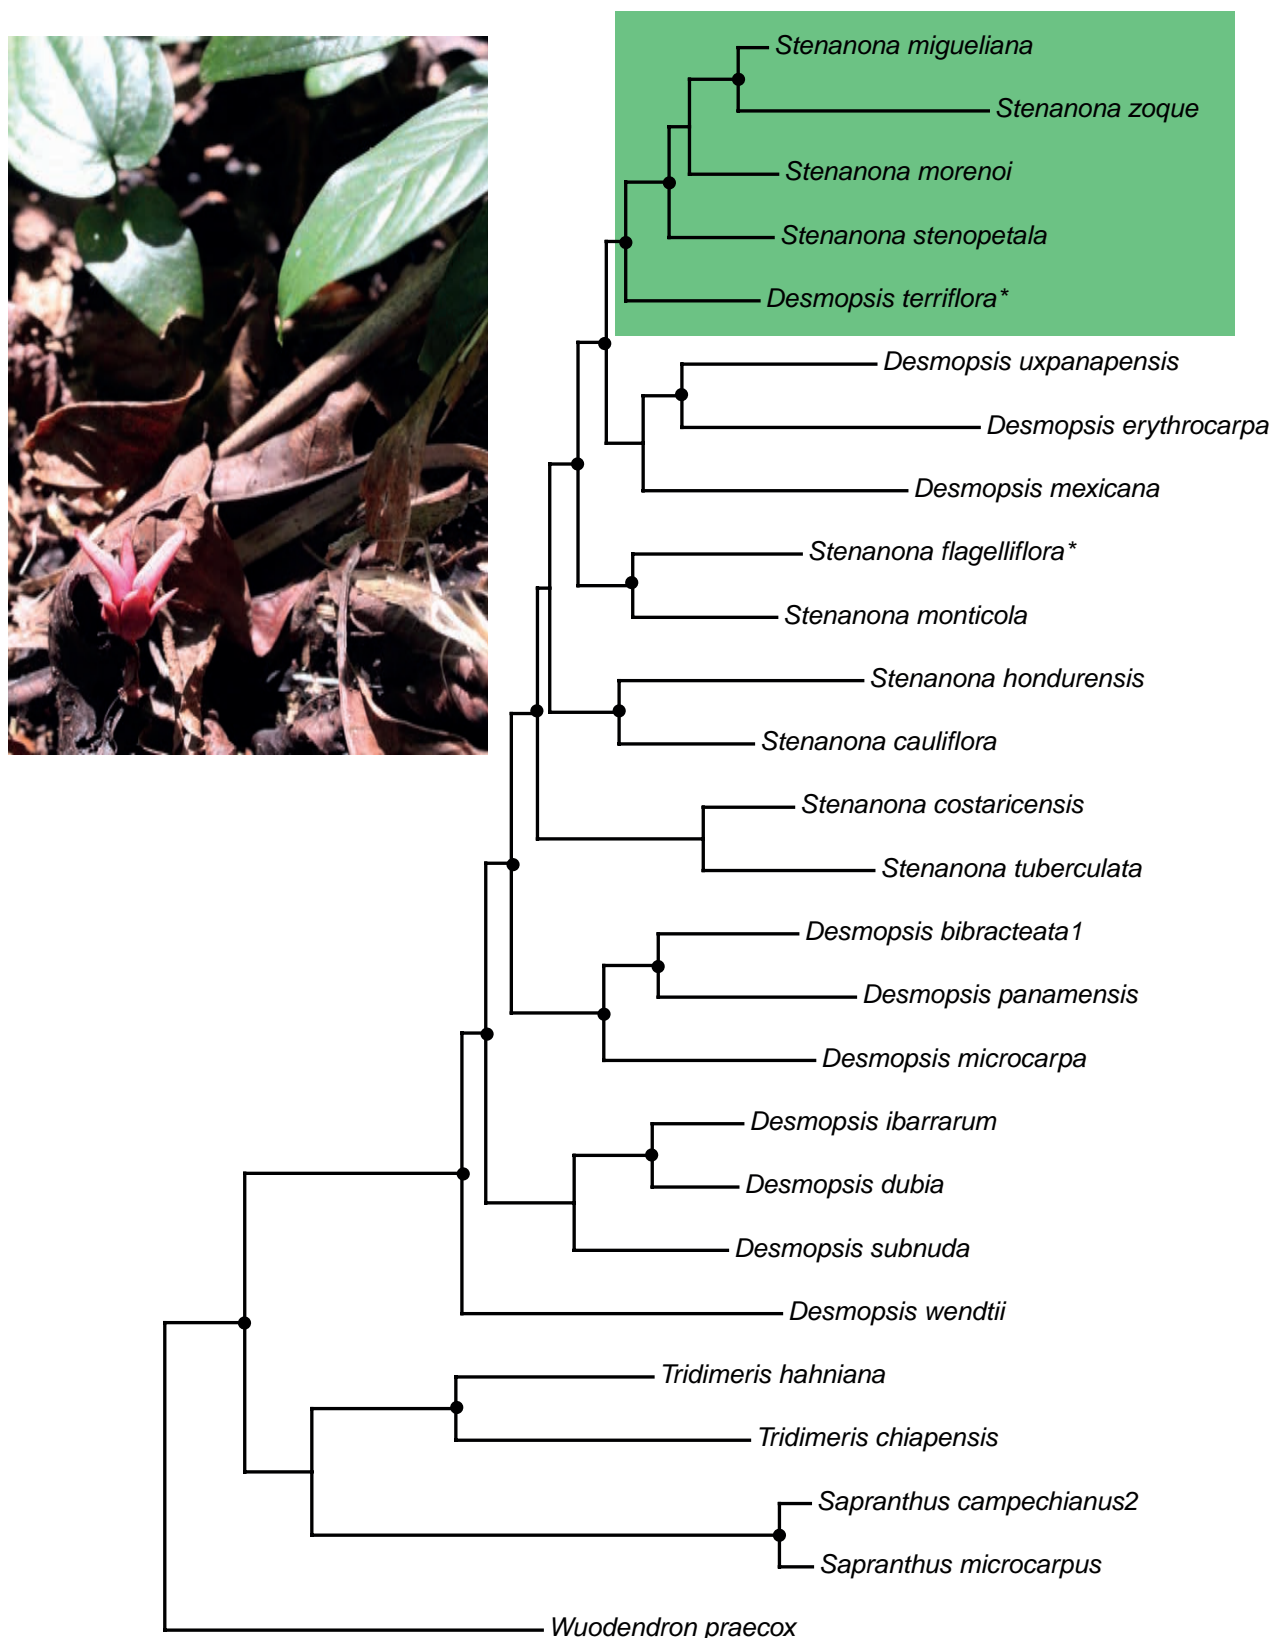 Stenanona migueliana
Stenanona zoque
Stenanona morenoi
Stenanona stenopetala
Desmopsis terriflora*
Desmopsis uxpanapensis
Desmopsis erythrocarpa
Desmopsis mexicana
Stenanona flagelliflora*
Stenanona monticola
Stenanona hondurensis
Stenanona cauliflora
Stenanona costaricensis
Stenanona tuberculata
Desmopsis bibracteata1
Desmopsis panamensis
Desmopsis microcarpa
Desmopsis ibarrarum
Desmopsis dubia
Desmopsis subnuda
Desmopsis wendtii
Tridimeris hahniana
Tridimeris chiapensis
Sapranthus campechianus2
Sapranthus microcarpus
Wuodendron praecox